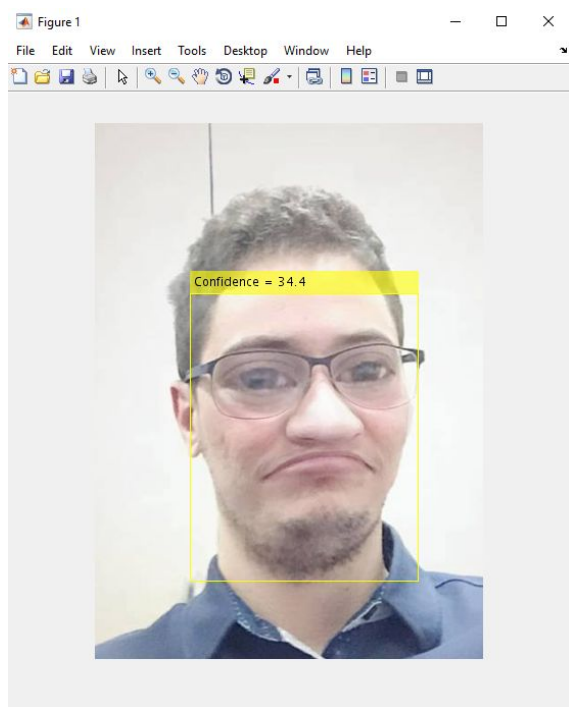 Figure 1
File Edit View Insert Tools Desktop Window Help
Confidence = 34.4